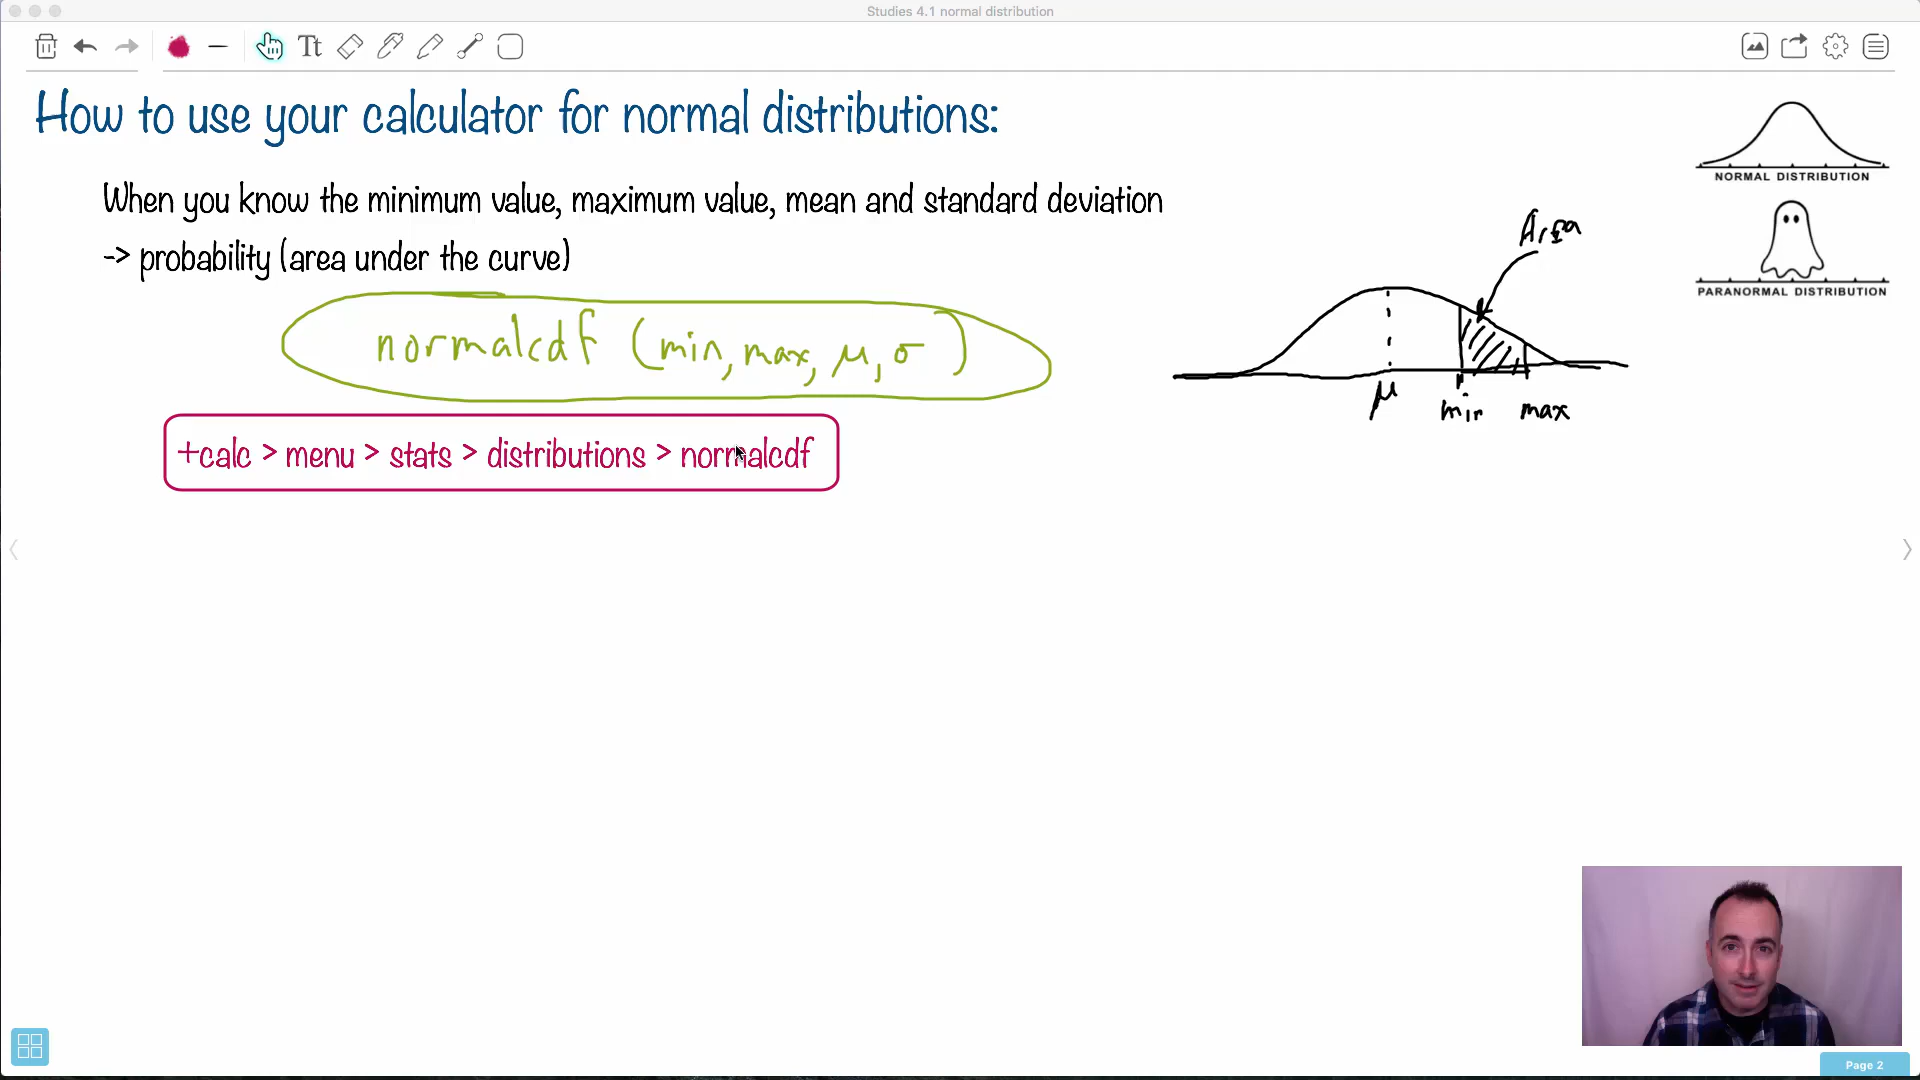 Studies 4.1 normal distribution
Tt
How to use your calculator for normal distributions:
NORMAL DISTRIBUTION
When you know the minimum value, maximum value, mean and standard deviation
-> probability (area under the curve)
Area
PARANORMAL DISTRIBUTION
normalcdf (min, max, μ, σ)
μ min max
+calc > menu > stats > distributions > normalcdf
Page 2